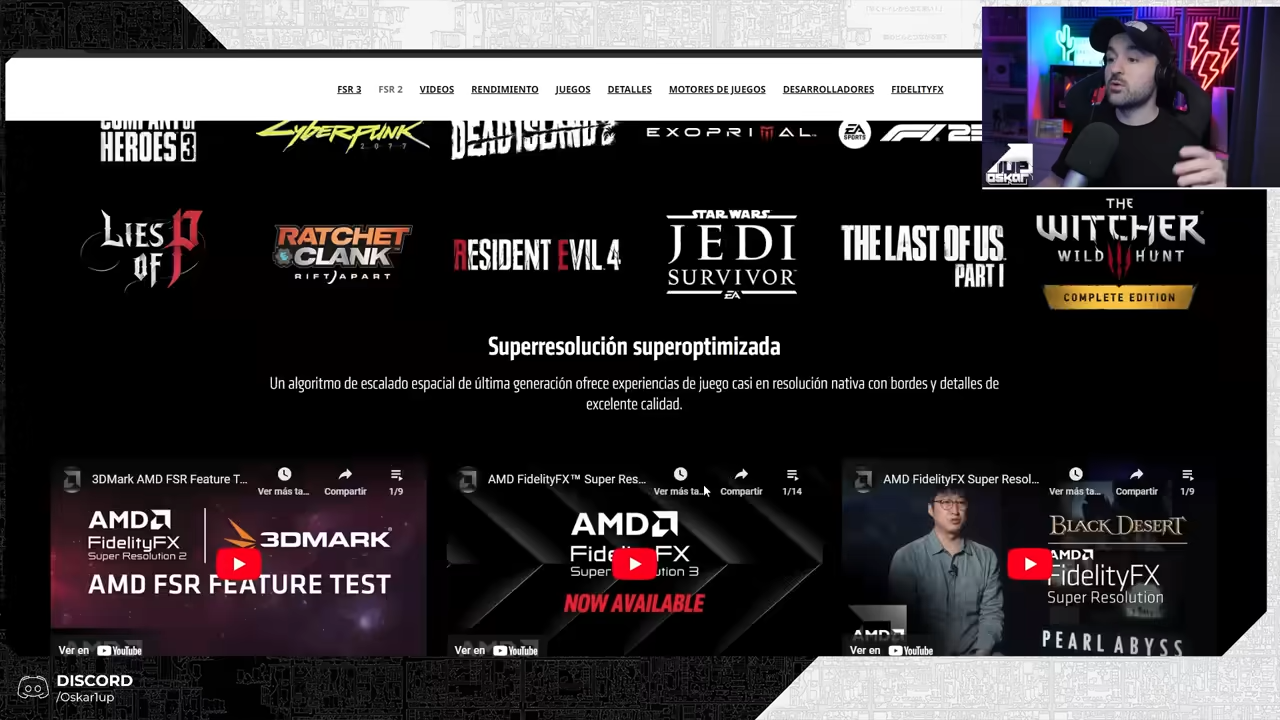 FSR 3 FSR 2 VIDEOS RENDIMIENTO JUEGOS DETALLES MOTORES DE JUEGOS DESARROLLADORES FIDELITYFX
COMPANY OF
HEROES 3
CYBERPUNK
2077
DEAD ISLAND 2
EXOPRIMAL
EA
SPORTS
F1 23
LIES
OF P
RATCHET
CLANK
RIFT APART
RESIDENT EVIL 4
STAR WARS
JEDI
SURVIVOR
EA
THE LAST OF US
PART I
THE
WITCHER
WILD HUNT
COMPLETE EDITION
1UP
oskar
Superresolución superoptimizada
Un algoritmo de escalado espacial de última generación ofrece experiencias de juego casi en resolución nativa con bordes y detalles de
excelente calidad.
3DMark AMD FSR Feature T...
Ver más ta...
Compartir
1/9
AMD
FidelityFX
Super Resolution 2
3DMARK
AMD FSR FEATURE TEST
Ver en YouTube
AMD FidelityFX™ Super Res...
Ver más ta...
Compartir
1/14
AMD
FidelityFX
Super Resolution 3
NOW AVAILABLE
Ver en YouTube
AMD FidelityFX Super Resol...
Ver más ta...
Compartir
1/9
BLACK DESERT
AMD
FidelityFX
Super Resolution
PEARL ABYSS
AMD
Ver en YouTube
DISCORD
/Oskar1up